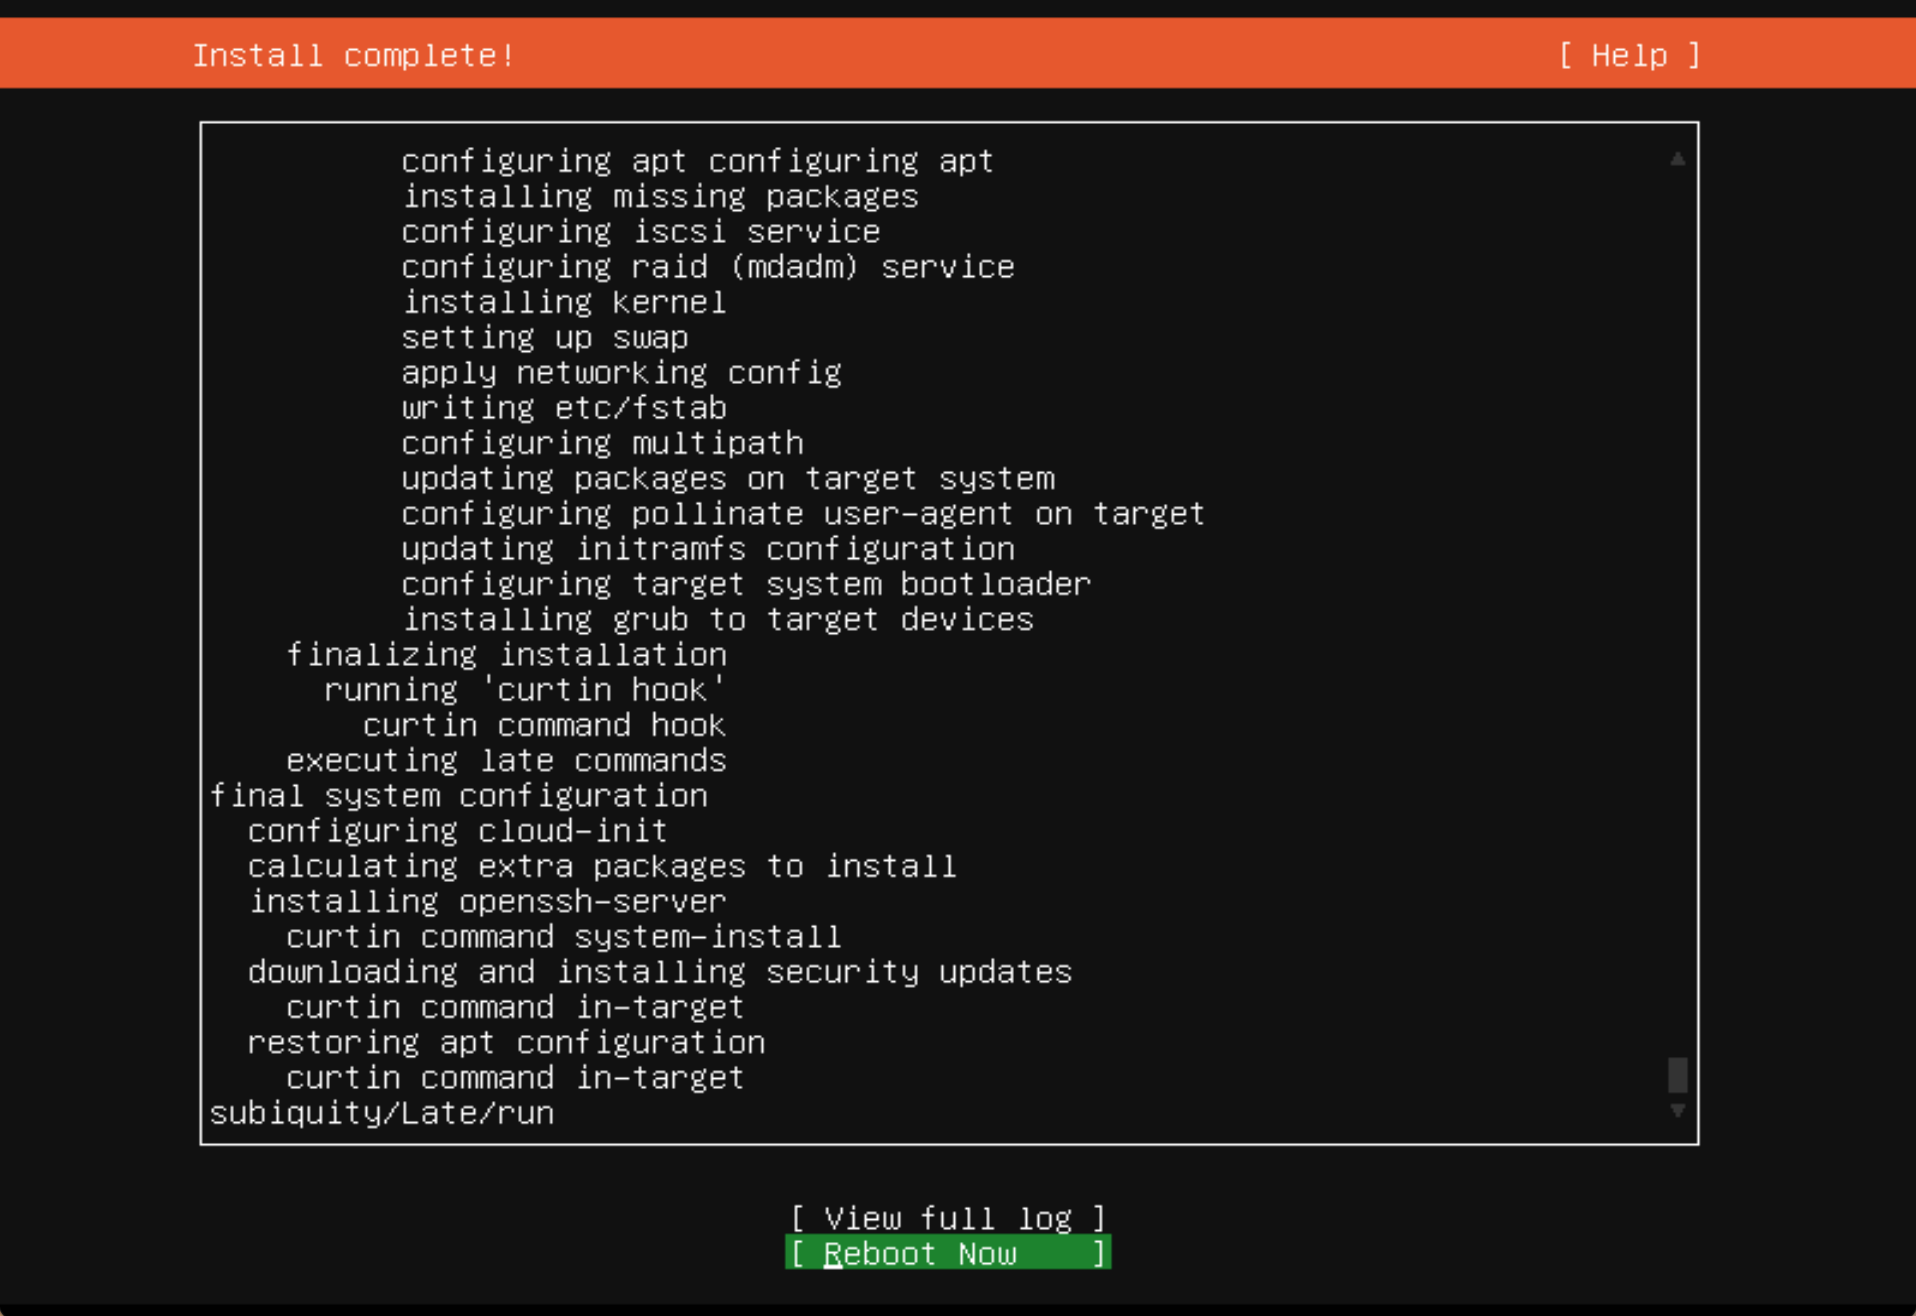 Install complete! [ Help ]
configuring apt configuring apt
installing missing packages
configuring iscsi service
configuring raid (mdadm) service
installing kernel
setting up swap
apply networking config
writing etc/fstab
configuring multipath
updating packages on target system
configuring pollinate user-agent on target
updating initramfs configuration
configuring target system bootloader
installing grub to target devices
finalizing installation
running 'curtin hook'
curtin command hook
executing late commands
final system configuration
configuring cloud-init
calculating extra packages to install
installing openssh-server
curtin command system-install
downloading and installing security updates
curtin command in-target
restoring apt configuration
curtin command in-target
subiquity/Late/run
[ View full log ]
[ Reboot Now ]